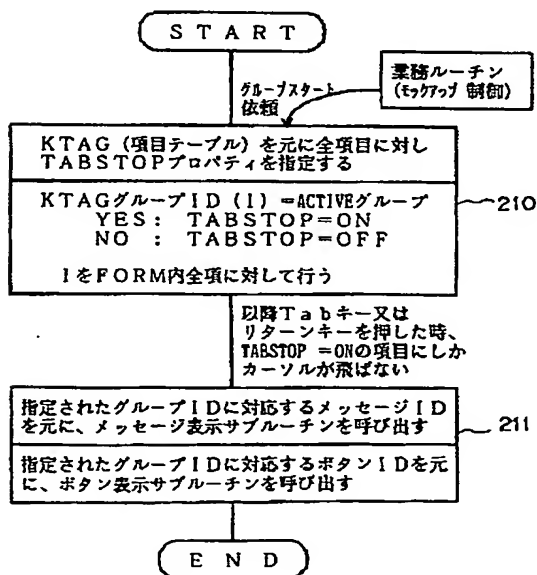 START
業務ルーチン
(モックアップ 制御)
グループスタート
依頼
KTAG (項目テーブル) を元に全項目に対し
TABSTOPプロパティを指定する
KTAGグループID (I) =ACTIVEグループ
YES: TABSTOP=ON
NO : TABSTOP=OFF
IをFORM内全項に対して行う
210
以降Tabキー又は
リターンキーを押した時、
TABSTOP =ONの項目にしか
カーソルが飛ばない
指定されたグループIDに対応するメッセージID
を元に、メッセージ表示サブルーチンを呼び出す
211
指定されたグループIDに対応するボタンIDを元
に、ボタン表示サブルーチンを呼び出す
END